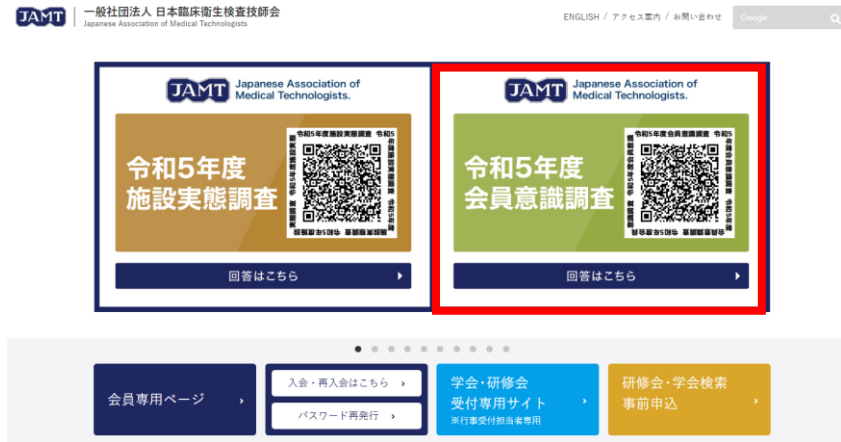 JAMT
一般社団法人 日本臨床衛生検査技師会
Japanese Association of Medical Technologists
ENGLISH / アクセス案内 / お問い合わせ
Google
JAMT Japanese Association of
Medical Technologists.
令和5年度
施設実態調査
令和5年度施設実態調査 令和5
回答はこちら
JAMT Japanese Association of
Medical Technologists.
令和5年度
会員意識調査
令和5年度会員意識調査 令和5
回答はこちら
会員専用ページ
入会・再入会はこちら
パスワード再発行
学会・研修会
受付専用サイト
※行事受付担当者専用
研修会・学会検索
事前申込